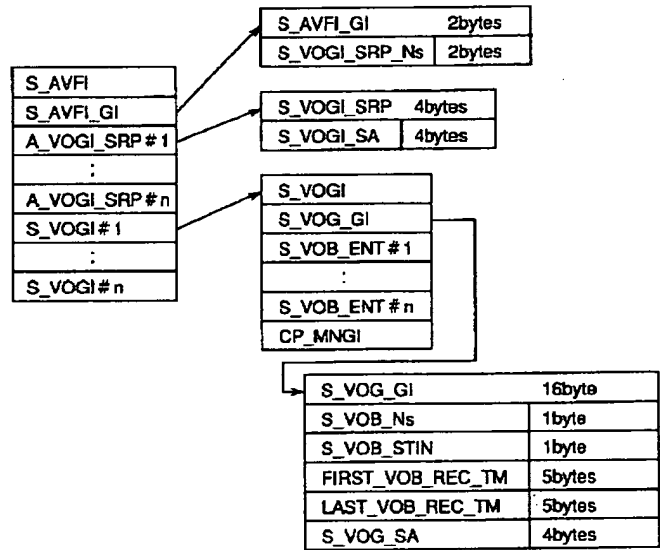 S_AVFI_GI 2bytes
S_VOGI_SRP_Ns 2bytes
S_AVFI
S_AVFI_GI
A_VOGI_SRP#1
:
A_VOGI_SRP#n
S_VOGI#1
:
S_VOGI#n
S_VOGI_SRP 4bytes
S_VOGI_SA 4bytes
S_VOGI
S_VOG_GI
S_VOB_ENT#1
:
S_VOB_ENT#n
CP_MNGI
S_VOG_GI 16byte
S_VOB_Ns 1byte
S_VOB_STIN 1byte
FIRST_VOB_REC_TM 5bytes
LAST_VOB_REC_TM 5bytes
S_VOG_SA 4bytes